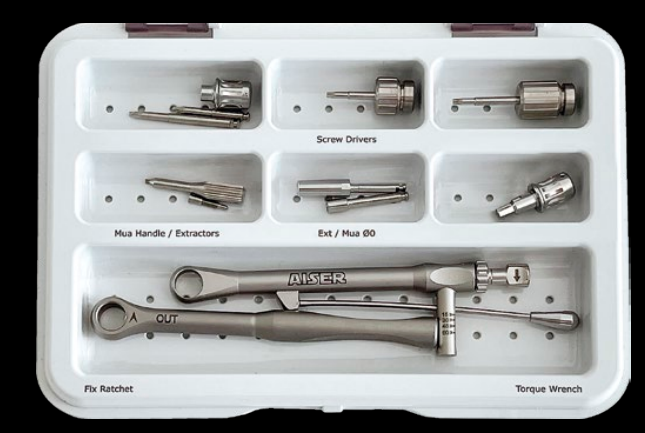 Screw Drivers
Mua Handle / Extractors
Ext / Mua Ø0
AISER
OUT
Fix Ratchet
Torque Wrench